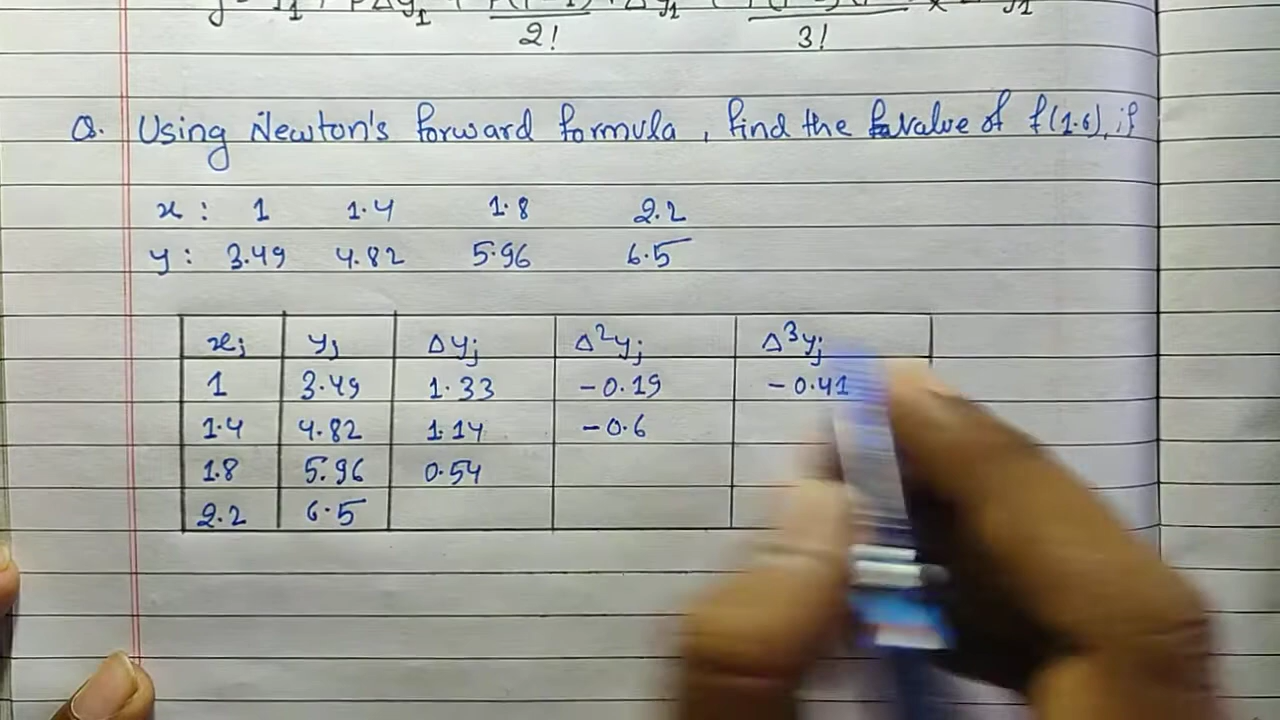 2! 3!
Q. Using Newton's forward formula, find the value of f(1.6), if
x : 1 1.4 1.8 2.2
y : 3.49 4.82 5.96 6.5
xj yj Δyj Δ²yj Δ³yj
1 3.49 1.33 -0.19 -0.41
1.4 4.82 1.14 -0.6
1.8 5.96 0.54
2.2 6.5